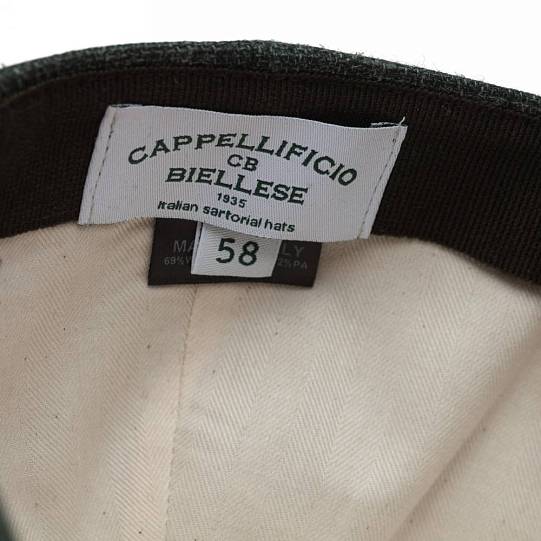 CAPPELLIFICIO
CB
BIELLESE
1935
Italian sartorial hats
58